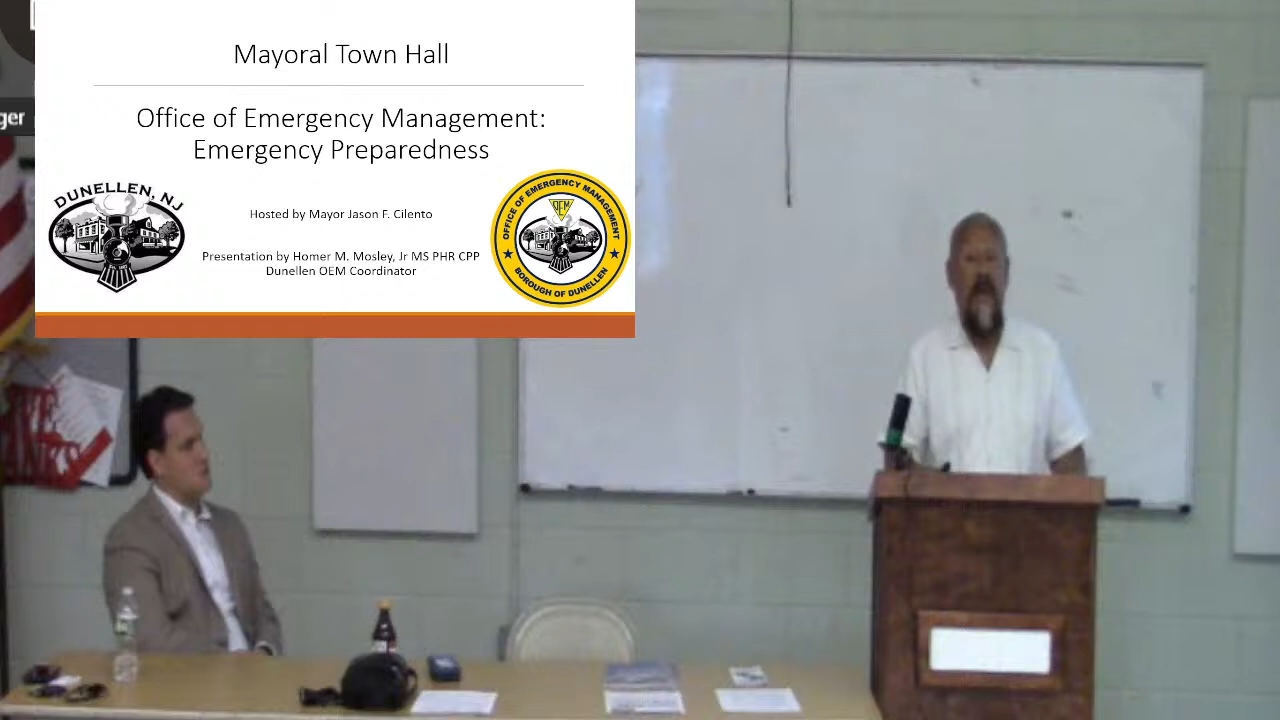 Mayoral Town Hall
Office of Emergency Management:
Emergency Preparedness
DUNELLEN, NJ
Hosted by Mayor Jason F. Cilento
Presentation by Homer M. Mosley, Jr MS PHR CPP
Dunellen OEM Coordinator
OFFICE OF EMERGENCY MANAGEMENT
OEM
BOROUGH OF DUNELLEN
ger